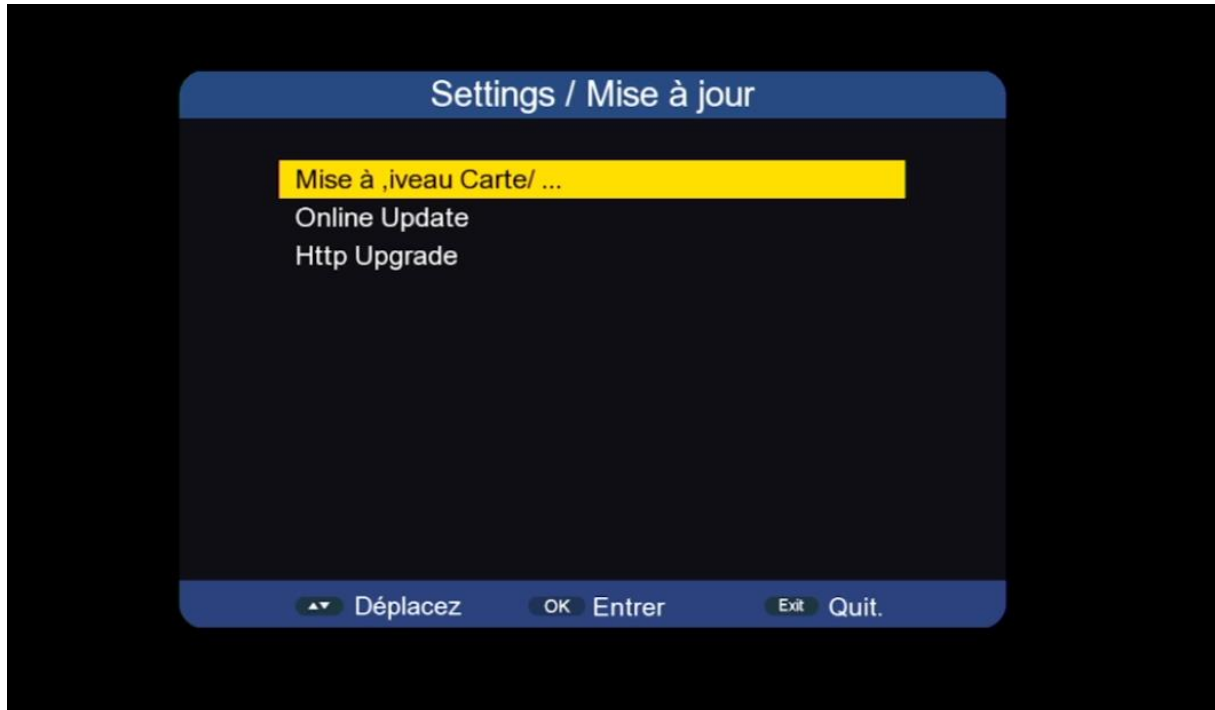 Settings / Mise à jour
Mise à ,iveau Carte/ ...
Online Update
Http Upgrade
Déplacez OK Entrer Exit Quit.